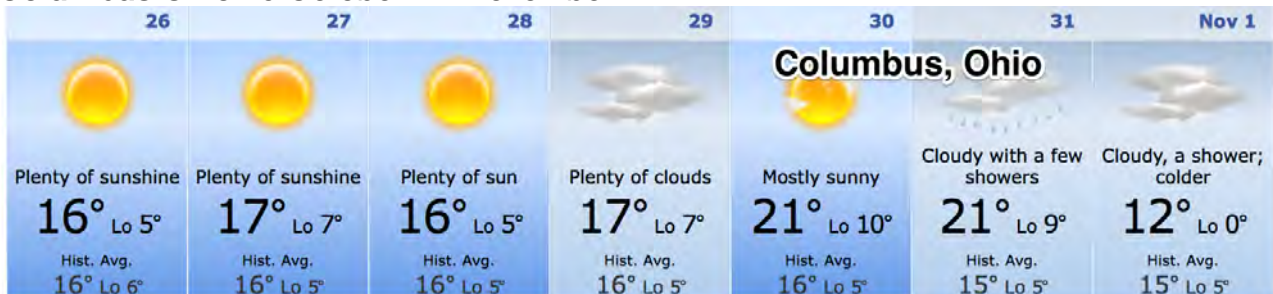 26 27 28 29 30 31 Nov 1
Columbus, Ohio
Plenty of sunshine
16° Lo 5°
Hist. Avg.
16° Lo 6°
Plenty of sunshine
17° Lo 7°
Hist. Avg.
16° Lo 5°
Plenty of sun
16° Lo 5°
Hist. Avg.
16° Lo 5°
Plenty of clouds
17° Lo 7°
Hist. Avg.
16° Lo 5°
Mostly sunny
21° Lo 10°
Hist. Avg.
16° Lo 5°
Cloudy with a few
showers
21° Lo 9°
Hist. Avg.
15° Lo 5°
Cloudy, a shower;
colder
12° Lo 0°
Hist. Avg.
15° Lo 5°